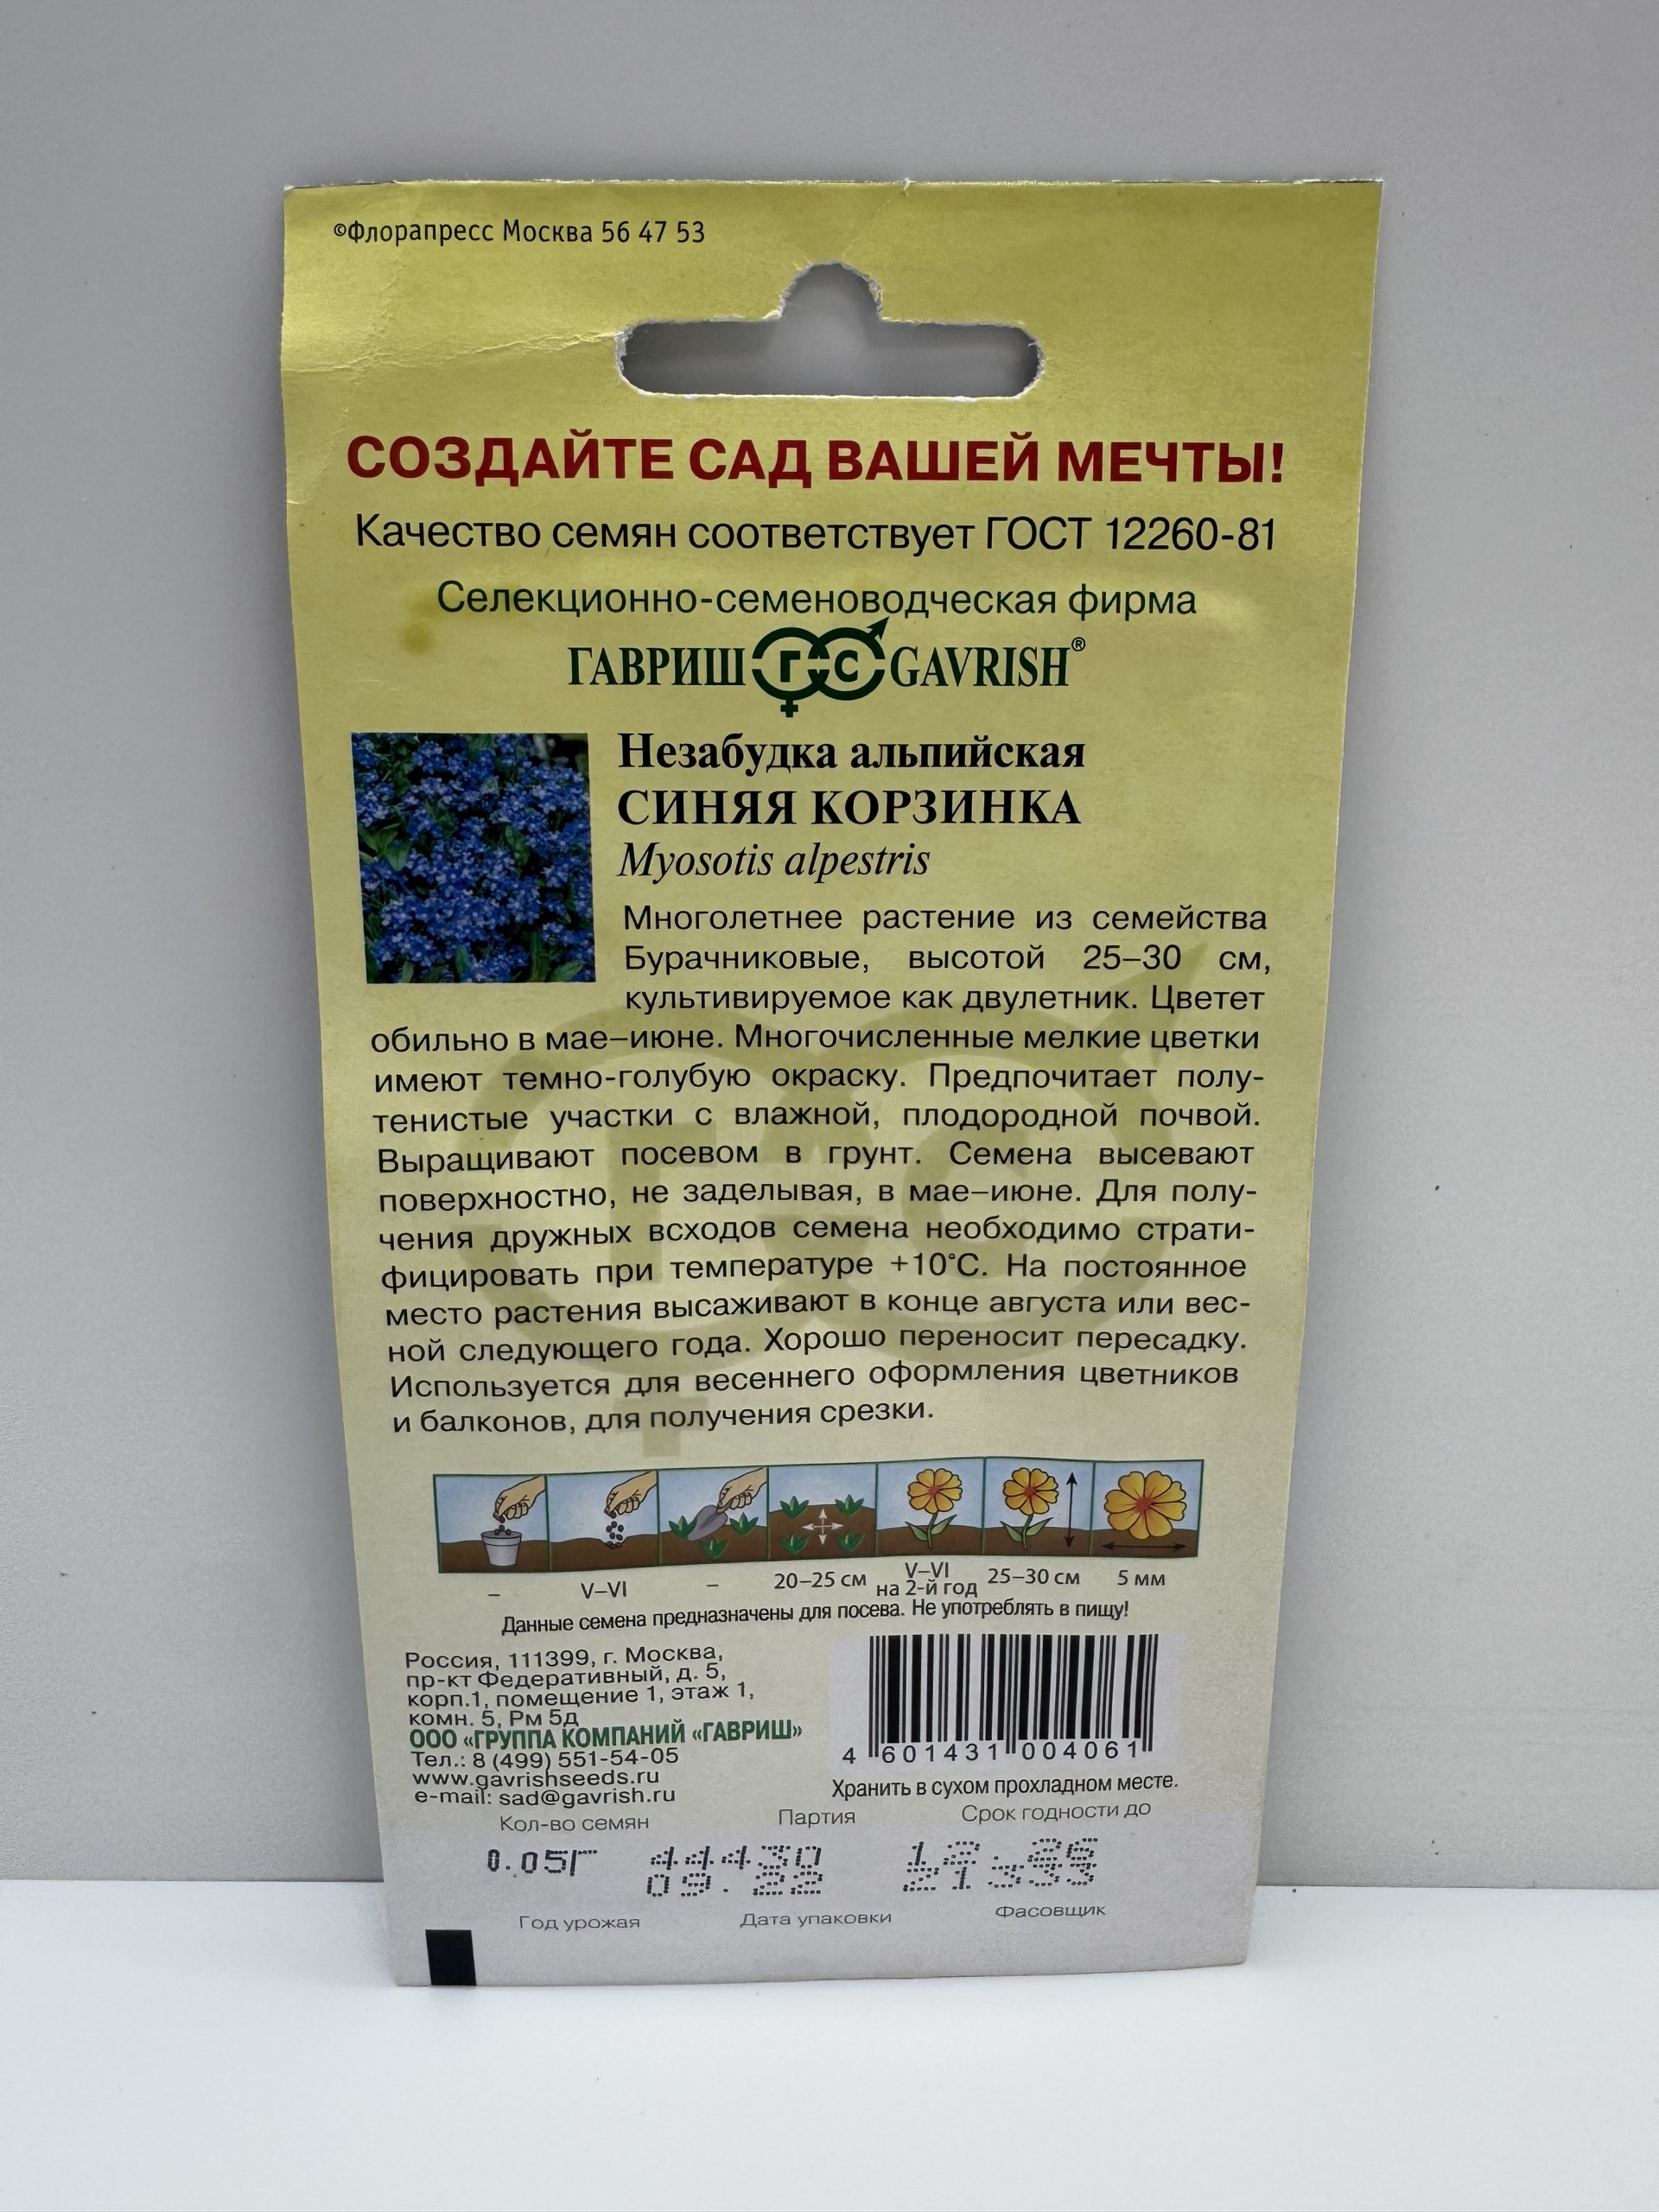 ©Флорапресс Москва 56 47 53
СОЗДАЙТЕ САД ВАШЕЙ МЕЧТЫ!
Качество семян соответствует ГОСТ 12260-81
Селекционно-семеноводческая фирма
ГАВРИШ ГС GAVRISH®
Незабудка альпийская
СИНЯЯ КОРЗИНКА
Myosotis alpestris
Многолетнее растение из семейства
Бурачниковые, высотой 25–30 см,
культивируемое как двулетник. Цветет
обильно в мае–июне. Многочисленные мелкие цветки
имеют темно-голубую окраску. Предпочитает полу-
тенистые участки с влажной, плодородной почвой.
Выращивают посевом в грунт. Семена высевают
поверхностно, не заделывая, в мае–июне. Для полу-
чения дружных всходов семена необходимо страти-
фицировать при температуре +10°С. На постоянное
место растения высаживают в конце августа или вес-
ной следующего года. Хорошо переносит пересадку.
Используется для весеннего оформления цветников
и балконов, для получения срезки.
– V–VI – 20–25 см V–VI на 2-й год 25–30 см 5 мм
Данные семена предназначены для посева. Не употреблять в пищу!
Россия, 111399, г. Москва,
пр-кт Федеративный, д. 5,
корп.1, помещение 1, этаж 1,
комн. 5, Рм 5д
ООО «ГРУППА КОМПАНИЙ «ГАВРИШ»
Тел.: 8 (499) 551-54-05
www.gavrishseeds.ru
e-mail: sad@gavrish.ru
4 601431 004061
Хранить в сухом прохладном месте.
Кол-во семян Партия Срок годности до
0.05Г 44430
09.22
Год урожая Дата упаковки Фасовщик